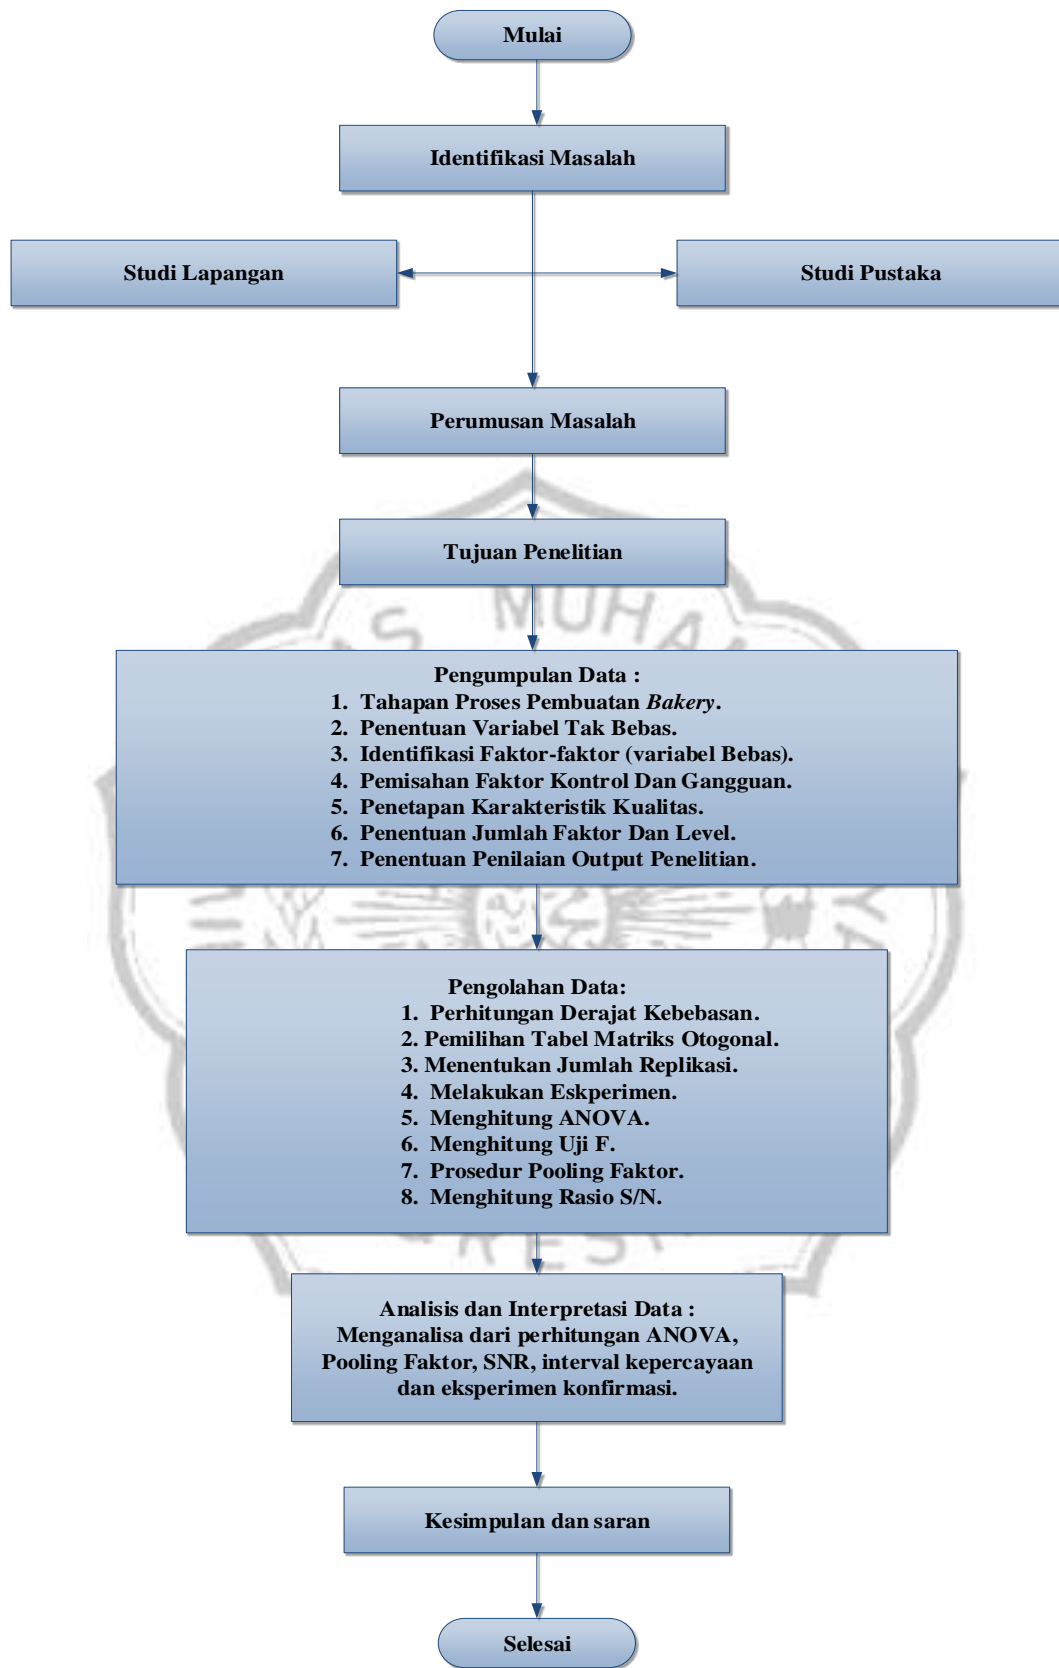 Mulai
Identifikasi Masalah
Studi Lapangan
Studi Pustaka
Perumusan Masalah
Tujuan Penelitian
MUHA
Pengumpulan Data :
1. Tahapan Proses Pembuatan Bakery.
2. Penentuan Variabel Tak Bebas.
3. Identifikasi Faktor-faktor (variabel Bebas).
4. Pemisahan Faktor Kontrol Dan Gangguan.
5. Penetapan Karakteristik Kualitas.
6. Penentuan Jumlah Faktor Dan Level.
7. Penentuan Penilaian Output Penelitian.
Pengolahan Data:
1. Perhitungan Derajat Kebebasan.
2. Pemilihan Tabel Matriks Otogonal.
3. Menentukan Jumlah Replikasi.
4. Melakukan Eskperimen.
5. Menghitung ANOVA.
6. Menghitung Uji F.
7. Prosedur Pooling Faktor.
8. Menghitung Rasio S/N.
RES
Analisis dan Interpretasi Data :
Menganalisa dari perhitungan ANOVA,
Pooling Faktor, SNR, interval kepercayaan
dan eksperimen konfirmasi.
Kesimpulan dan saran
Selesai